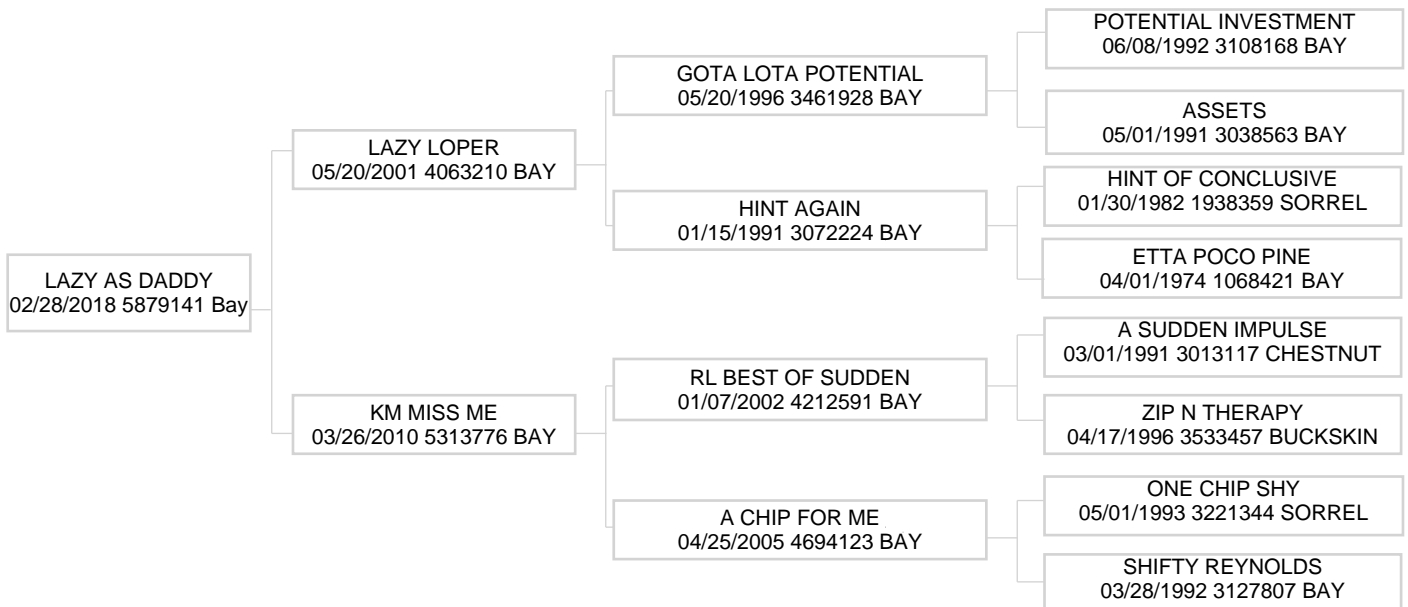 POTENTIAL INVESTMENT
06/08/1992 3108168 BAY
GOTA LOTA POTENTIAL
05/20/1996 3461928 BAY
ASSETS
05/01/1991 3038563 BAY
LAZY LOPER
05/20/2001 4063210 BAY
HINT OF CONCLUSIVE
01/30/1982 1938359 SORREL
HINT AGAIN
01/15/1991 3072224 BAY
ETTA POCO PINE
04/01/1974 1068421 BAY
LAZY AS DADDY
02/28/2018 5879141 Bay
A SUDDEN IMPULSE
03/01/1991 3013117 CHESTNUT
RL BEST OF SUDDEN
01/07/2002 4212591 BAY
ZIP N THERAPY
04/17/1996 3533457 BUCKSKIN
KM MISS ME
03/26/2010 5313776 BAY
ONE CHIP SHY
05/01/1993 3221344 SORREL
A CHIP FOR ME
04/25/2005 4694123 BAY
SHIFTY REYNOLDS
03/28/1992 3127807 BAY